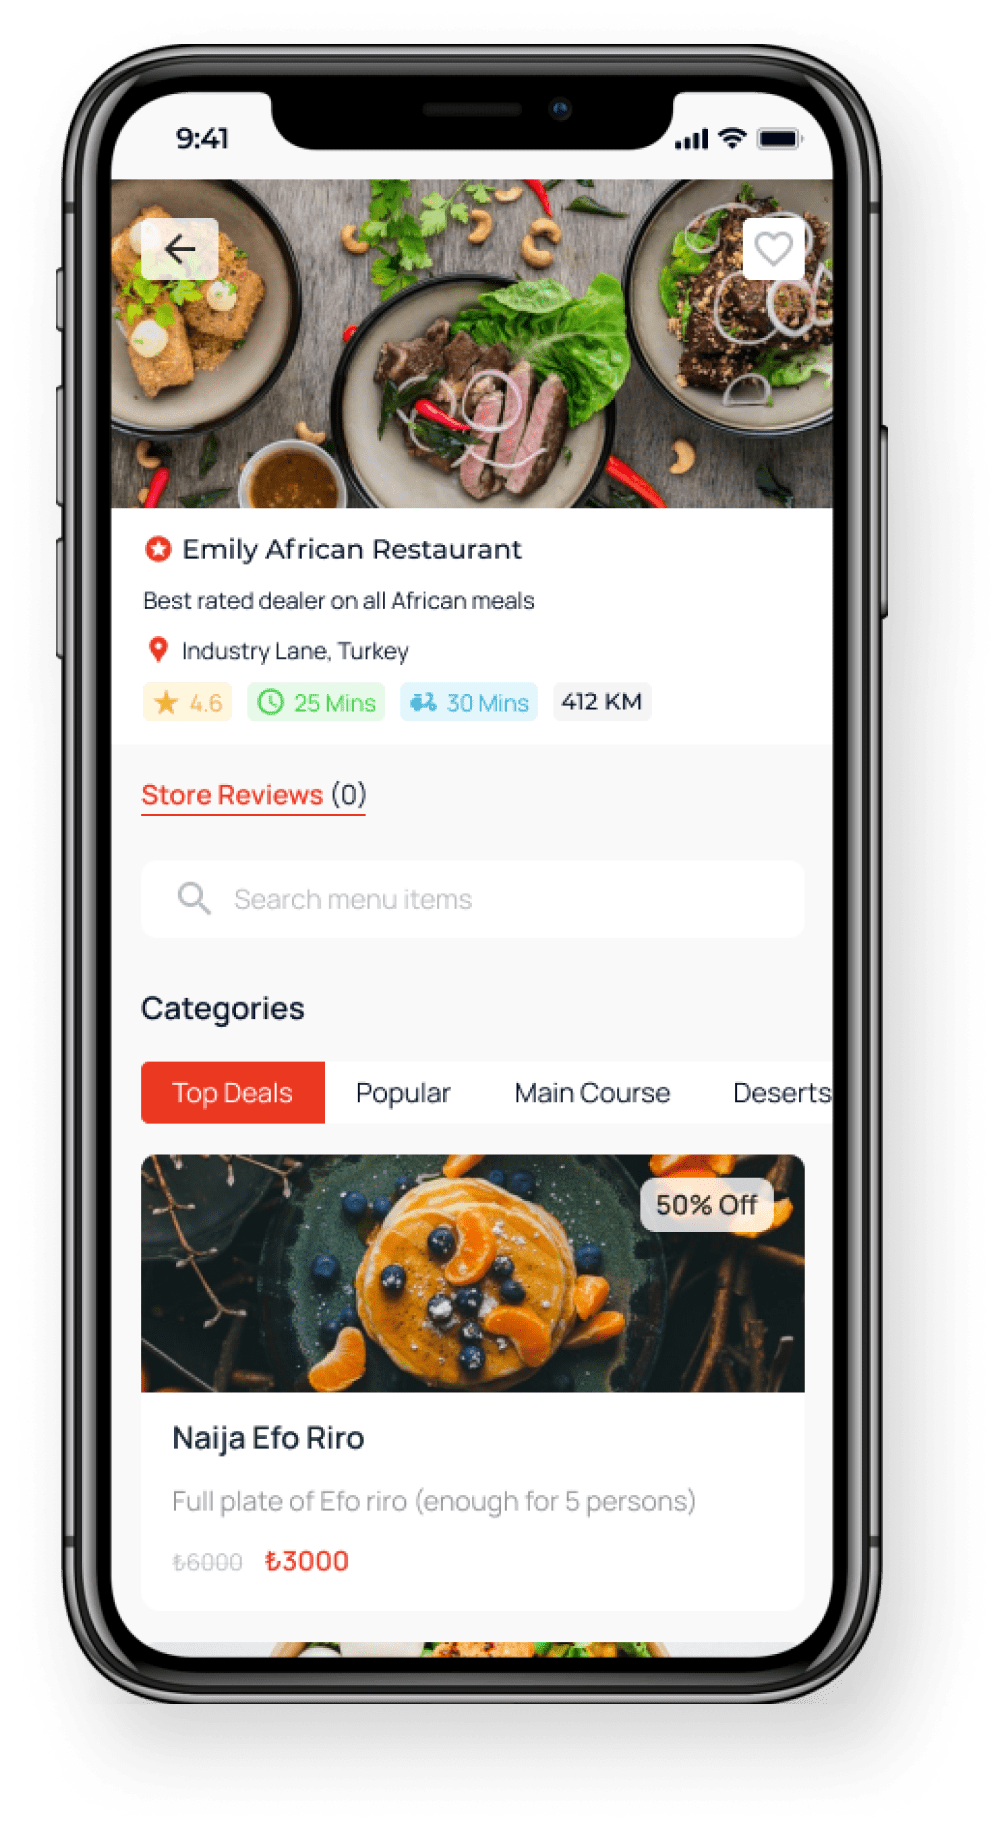 9:41
Emily African Restaurant
Best rated dealer on all African meals
Industry Lane, Turkey
4.6 25 Mins 30 Mins 412 KM
Store Reviews (0)
Search menu items
Categories
Top Deals Popular Main Course Deserts
50% Off
Naija Efo Riro
Full plate of Efo riro (enough for 5 persons)
₺6000 ₺3000